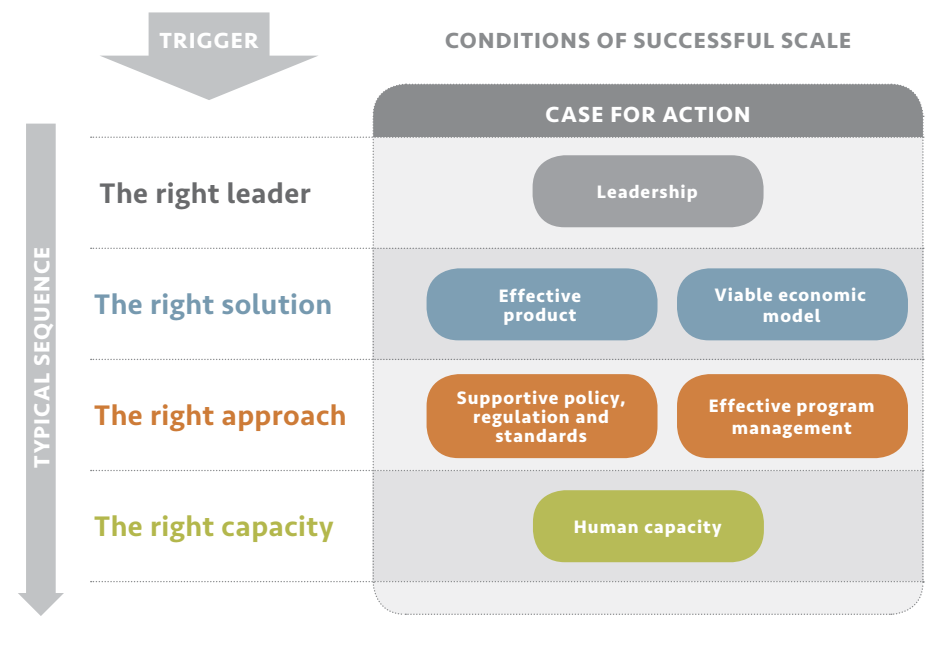 TRIGGER
CONDITIONS OF SUCCESSFUL SCALE
CASE FOR ACTION
TYPICAL SEQUENCE
The right leader
Leadership
The right solution
Effective
product
Viable economic
model
The right approach
Supportive policy,
regulation and
standards
Effective program
management
The right capacity
Human capacity